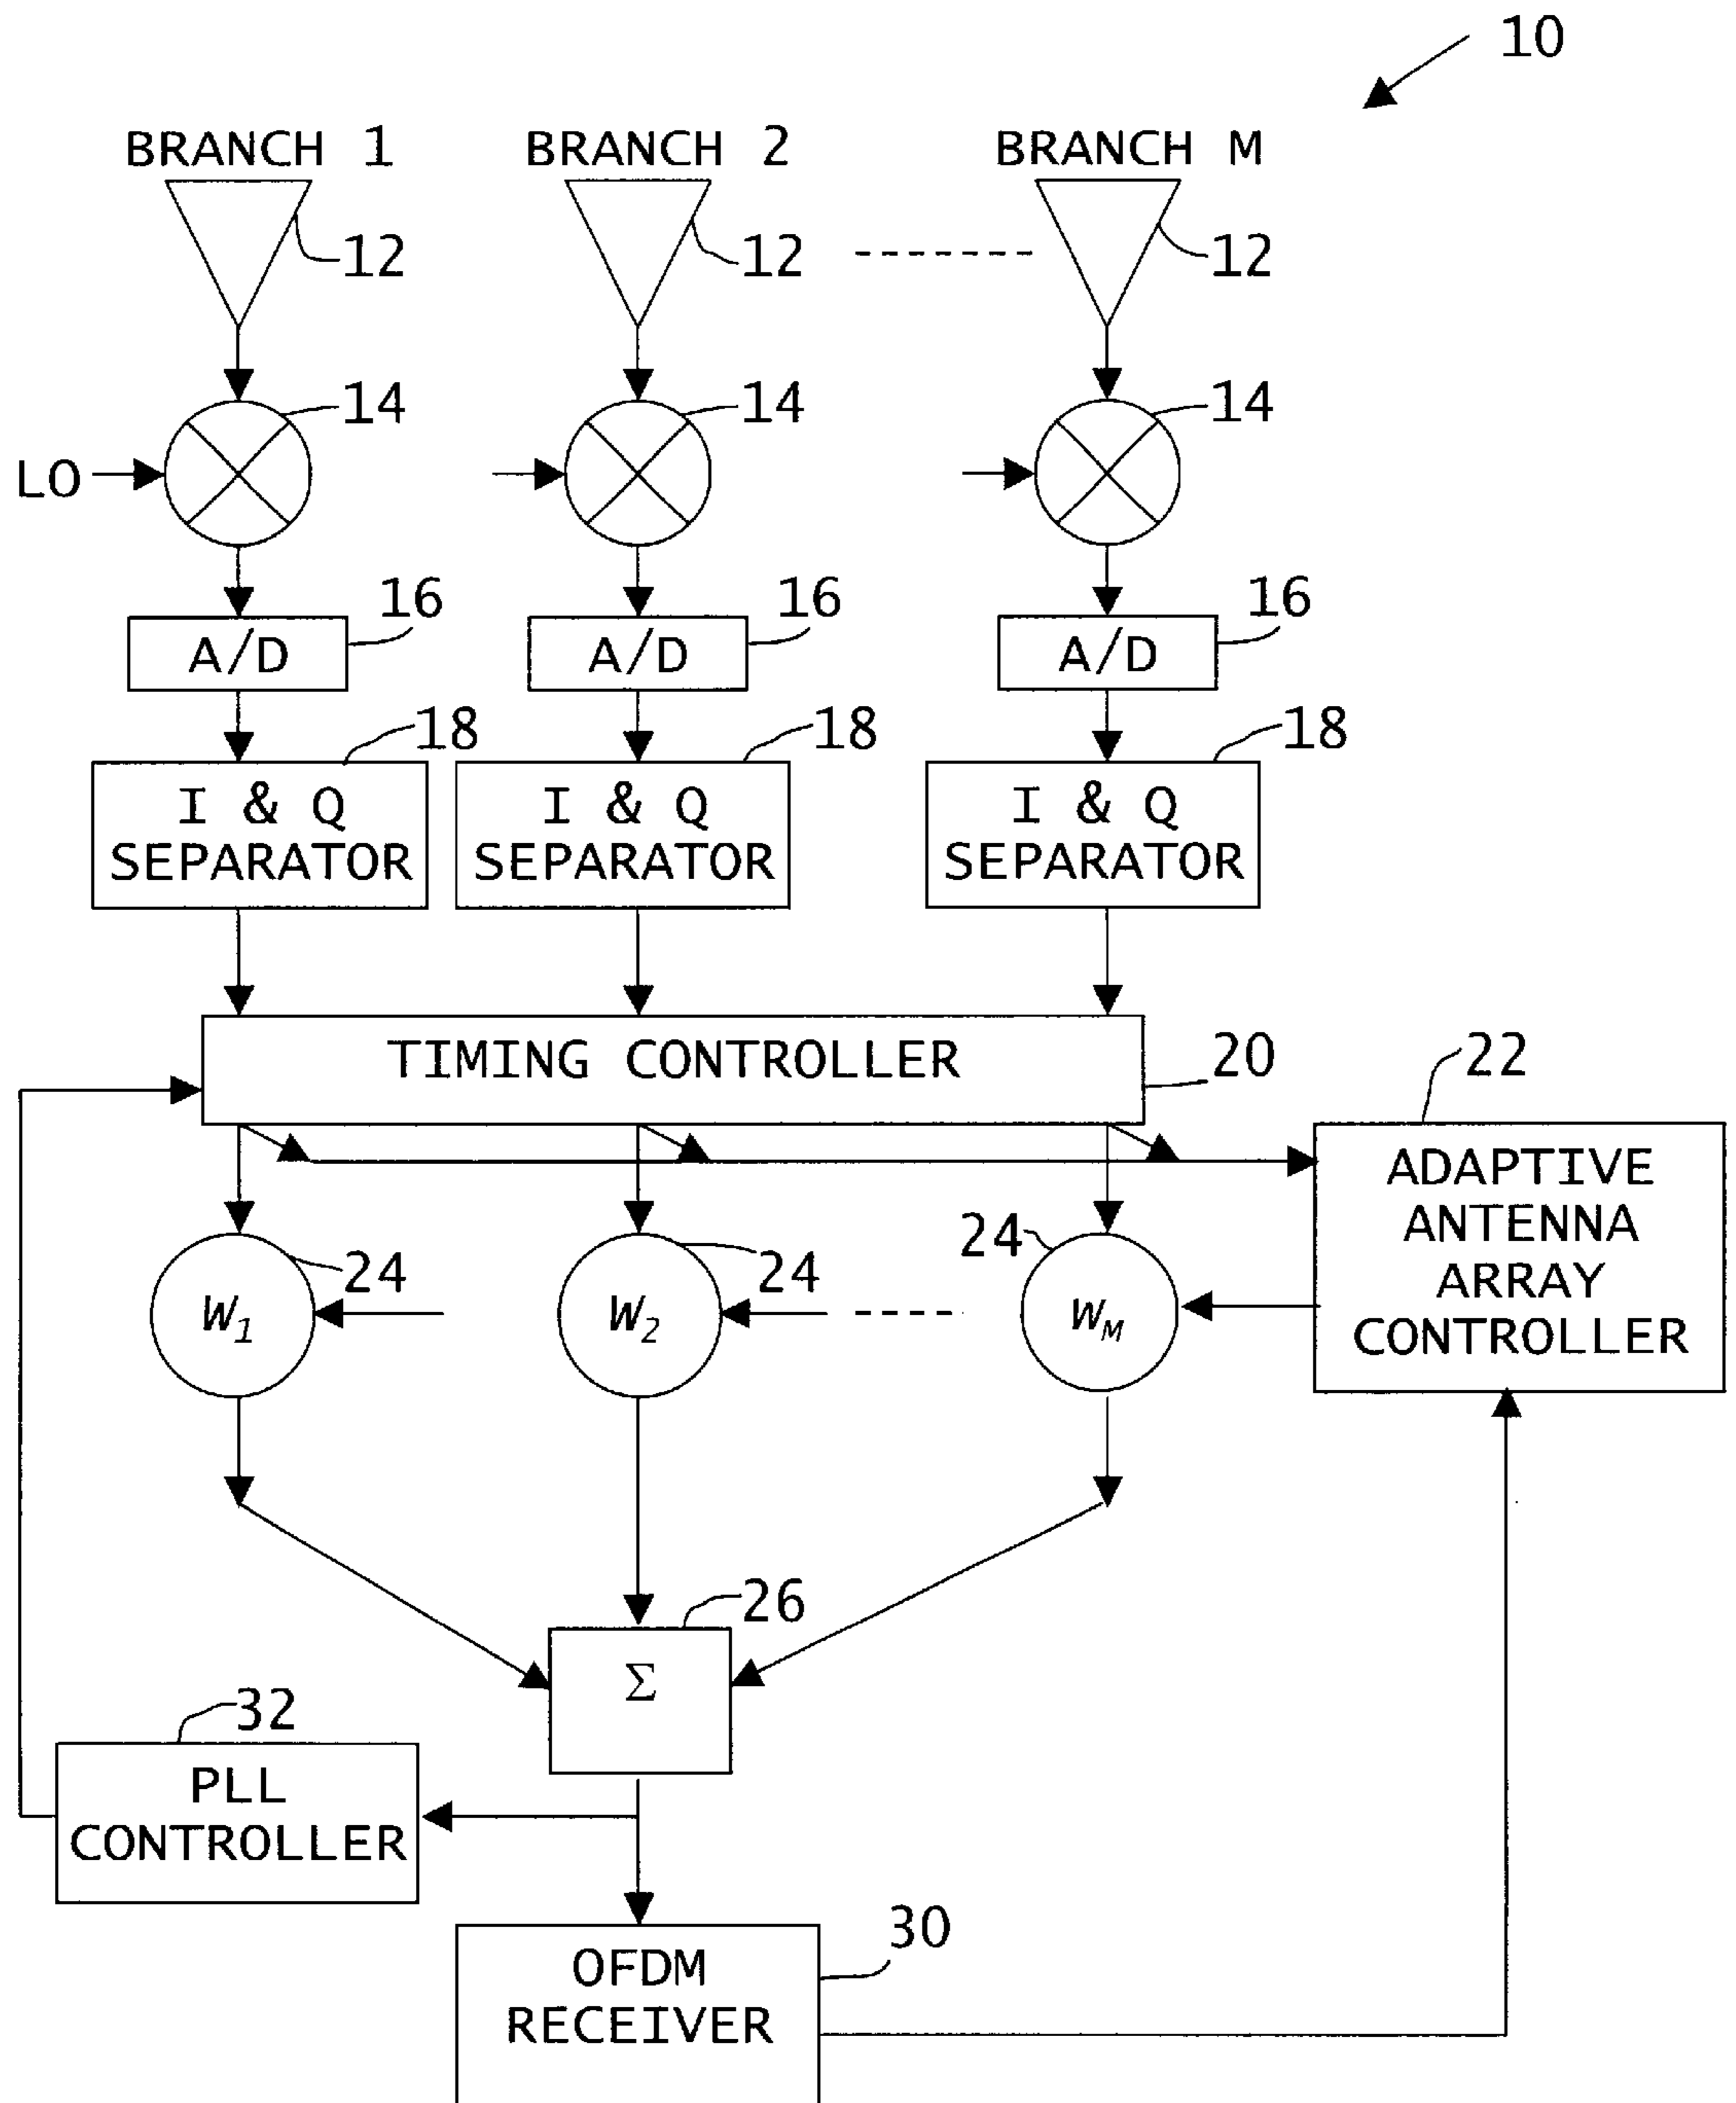 10
BRANCH 1 BRANCH 2 BRANCH M
12 12 12
14 14 14
LO
16 16 16
A/D A/D A/D
18 18 18
I & Q I & Q I & Q
SEPARATOR SEPARATOR SEPARATOR
TIMING CONTROLLER
20
22
ADAPTIVE
ANTENNA
ARRAY
CONTROLLER
24 24 24
W1 W2 WM
26
Σ
32
PLL
CONTROLLER
30
OFDM
RECEIVER